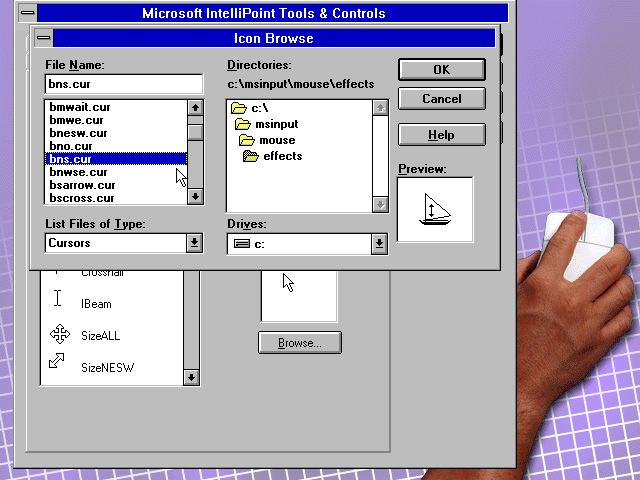 Microsoft IntelliPoint Tools & Controls
Icon Browse
File Name:
bns.cur
bmwait.cur
bmwe.cur
bnesw.cur
bno.cur
bns.cur
bnwse.cur
bsarrow.cur
bscross.cur
List Files of Type:
Cursors
Directories:
c:\msinput\mouse\effects
c:\
msinput
mouse
effects
Drives:
c:
OK
Cancel
Help
Preview:
Crosshair
IBeam
SizeALL
SizeNESW
Browse...